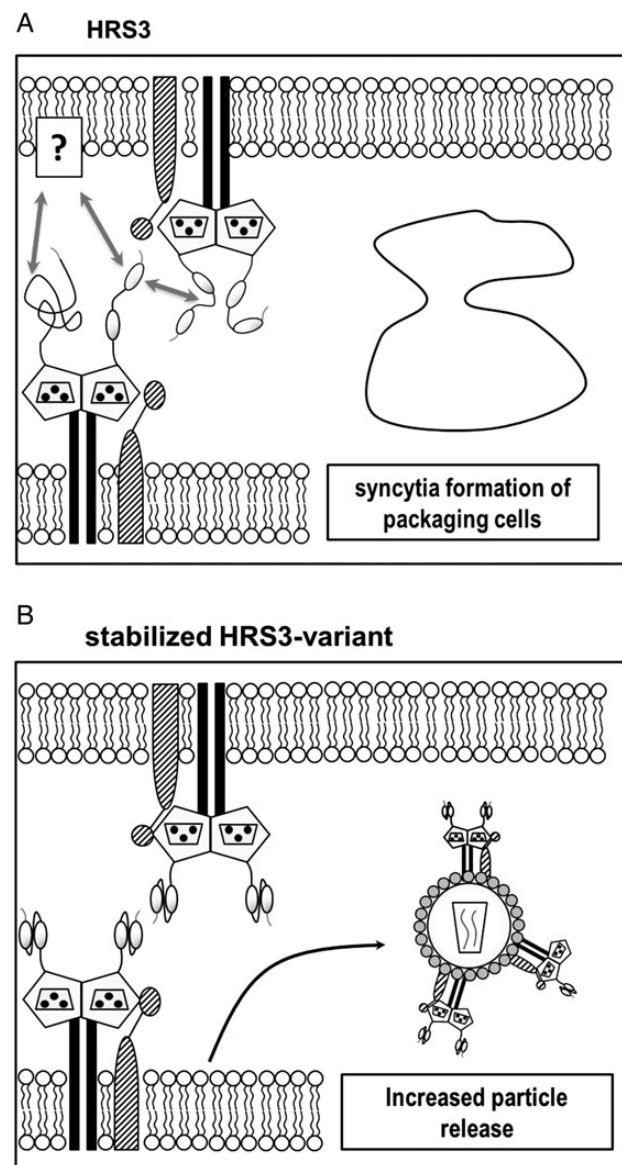 A
HRS3
?
syncytia formation of
packaging cells
B
stabilized HRS3-variant
Increased particle
release